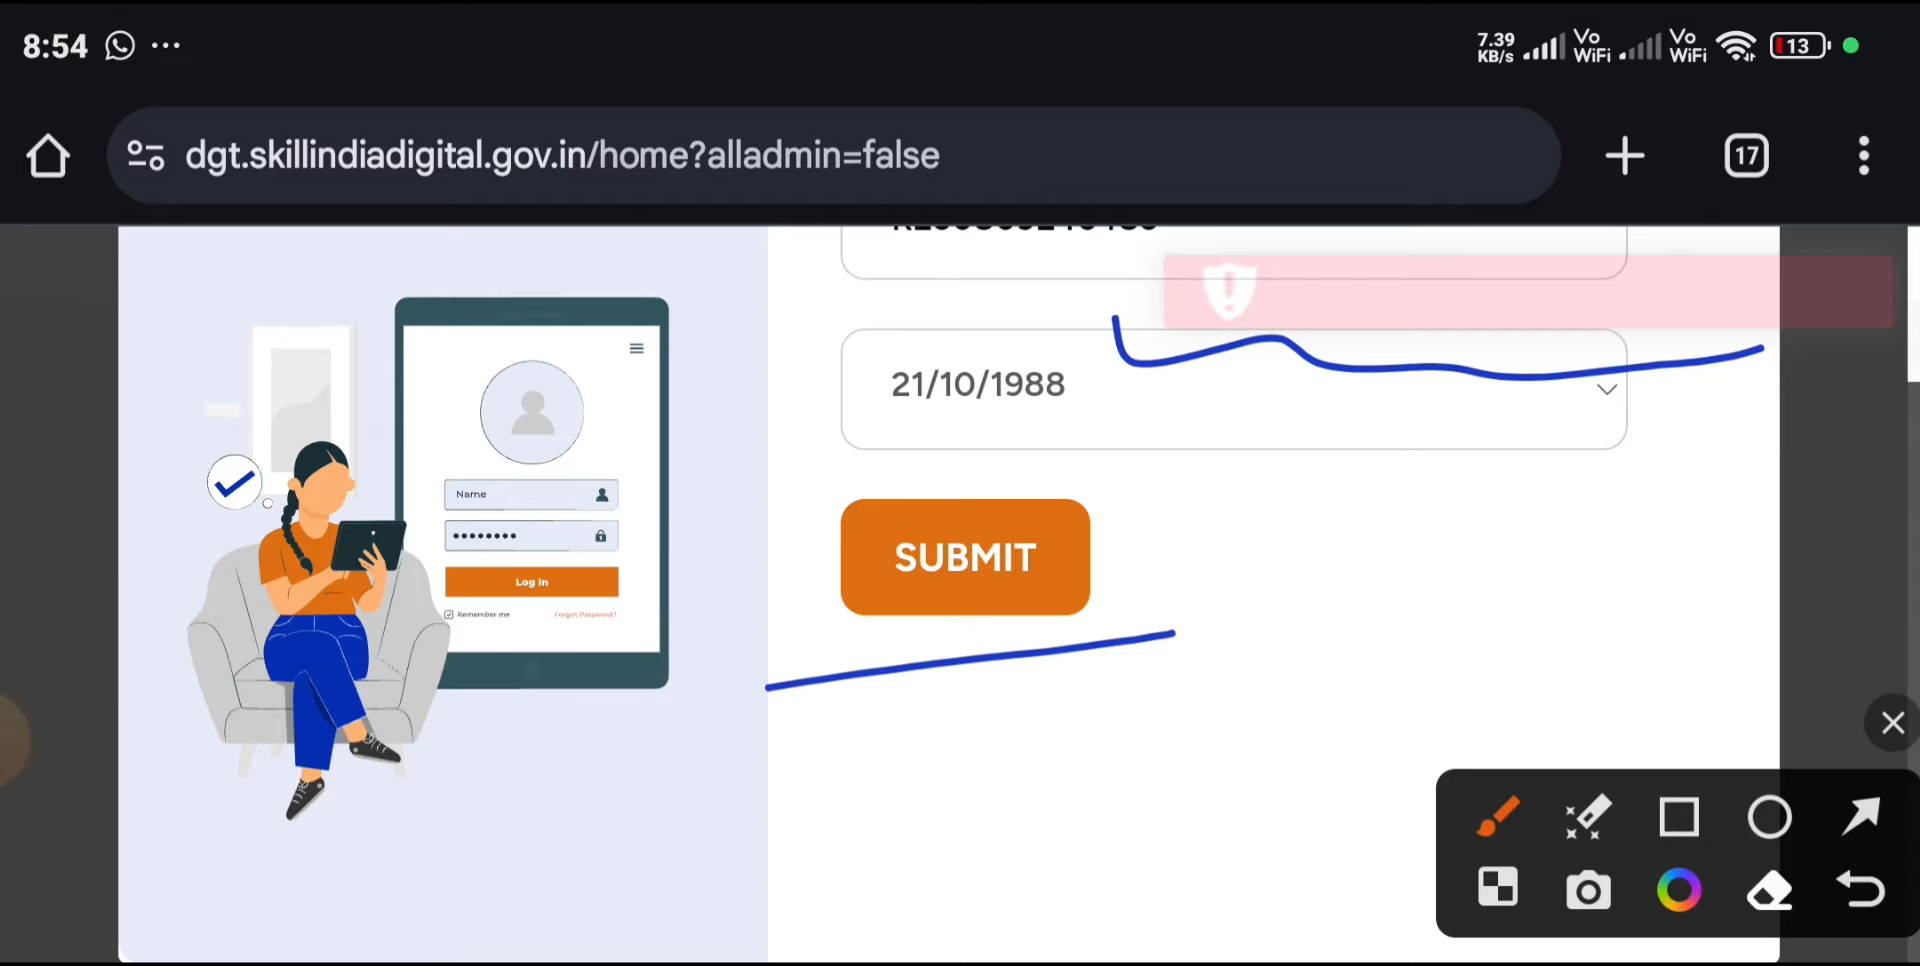 8:54
7.39 KB/s Vo WiFi Vo WiFi 13
dgt.skillindiadigital.gov.in/home?alladmin=false
17
21/10/1988
SUBMIT
Name
Log In
Remember me Forgot Password?